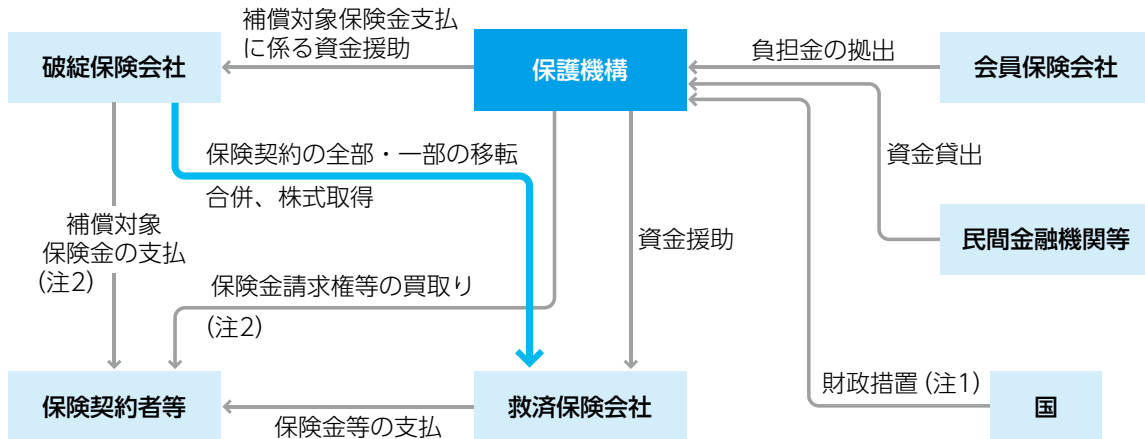 補償対象保険金支払
に係る資金援助
破綻保険会社
保護機構
負担金の拠出
会員保険会社
保険契約の全部・一部の移転
合併、株式取得
資金貸出
補償対象
保険金の支払
(注2)
資金援助
民間金融機関等
保険金請求権等の買取り
(注2)
保険契約者等
保険金等の支払
救済保険会社
財政措置 (注1)
国